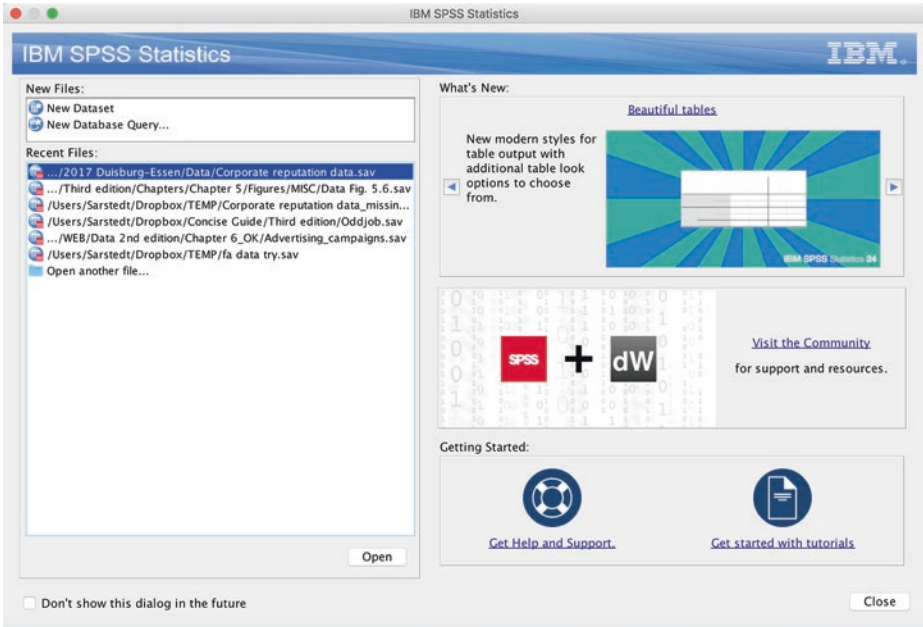 IBM SPSS Statistics
IBM SPSS Statistics
IBM®
New Files:
New Dataset
New Database Query...
Recent Files:
.../2017 Duisburg-Essen/Data/Corporate reputation data.sav
.../Third edition/Chapters/Chapter 5/Figures/MISC/Data Fig. 5.6.sav
/Users/Sarstedt/Dropbox/TEMP/Corporate reputation data_missin...
/Users/Sarstedt/Dropbox/Concise Guide/Third edition/Oddjob.sav
.../WEB/Data 2nd edition/Chapter 6_OK/Advertising_campaigns.sav
/Users/Sarstedt/Dropbox/TEMP/fa data try.sav
Open another file...
Open
Don't show this dialog in the future
What's New:
Beautiful tables
New modern styles for
table output with
additional table look
options to choose
from.
IBM SPSS Statistics 24
SPSS + dW
Visit the Community
for support and resources.
Getting Started:
Get Help and Support.
Get started with tutorials
Close